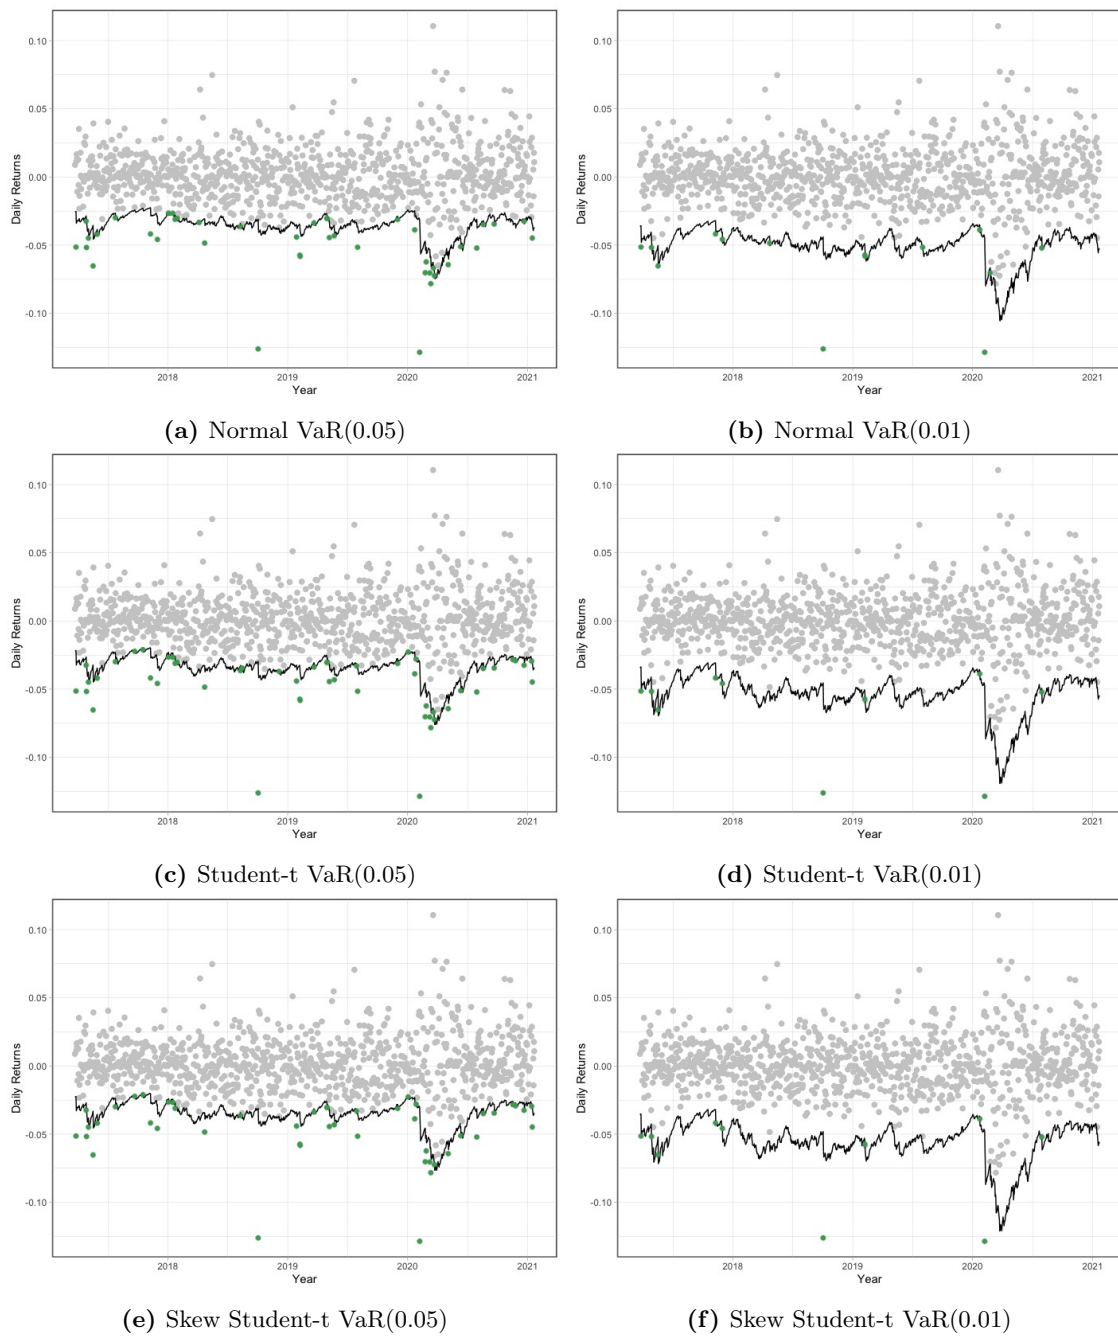 0.10
0.05
0.00
-0.05
-0.10
Daily Returns
2018 2019 2020 2021
Year
(a) Normal VaR(0.05)
0.10
0.05
0.00
-0.05
-0.10
Daily Returns
2018 2019 2020 2021
Year
(b) Normal VaR(0.01)
0.10
0.05
0.00
-0.05
-0.10
Daily Returns
2018 2019 2020 2021
Year
(c) Student-t VaR(0.05)
0.10
0.05
0.00
-0.05
-0.10
Daily Returns
2018 2019 2020 2021
Year
(d) Student-t VaR(0.01)
0.10
0.05
0.00
-0.05
-0.10
Daily Returns
2018 2019 2020 2021
Year
(e) Skew Student-t VaR(0.05)
0.10
0.05
0.00
-0.05
-0.10
Daily Returns
2018 2019 2020 2021
Year
(f) Skew Student-t VaR(0.01)